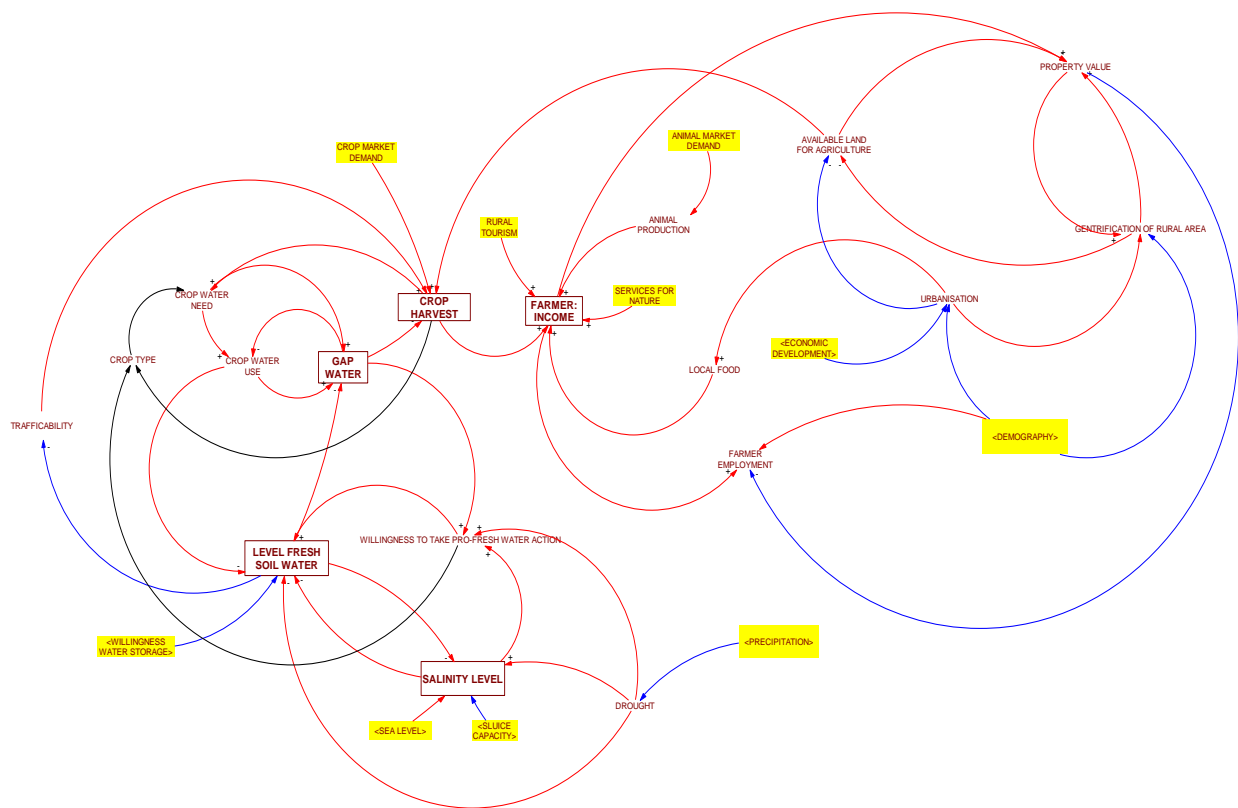 PROPERTY VALUE
CROP MARKET
DEMAND
ANIMAL MARKET
DEMAND
AVAILABLE LAND
FOR AGRICULTURE
RURAL
TOURISM
ANIMAL
PRODUCTION
GENTRIFICATION OF RURAL AREA
CROP WATER
NEED
CROP
HARVEST
FARMER:
INCOME
SERVICES FOR
NATURE
URBANISATION
CROP TYPE
CROP WATER
USE
GAP
WATER
LOCAL FOOD
<ECONOMIC
DEVELOPMENT>
TRAFFICABILITY
<DEMOGRAPHY>
FARMER
EMPLOYMENT
LEVEL FRESH
SOIL WATER
WILLINGNESS TO TAKE PRO-FRESH WATER ACTION
<WILLINGNESS
WATER STORAGE>
<PRECIPITATION>
SALINITY LEVEL
DROUGHT
<SEA LEVEL>
<SLUICE
CAPACITY>